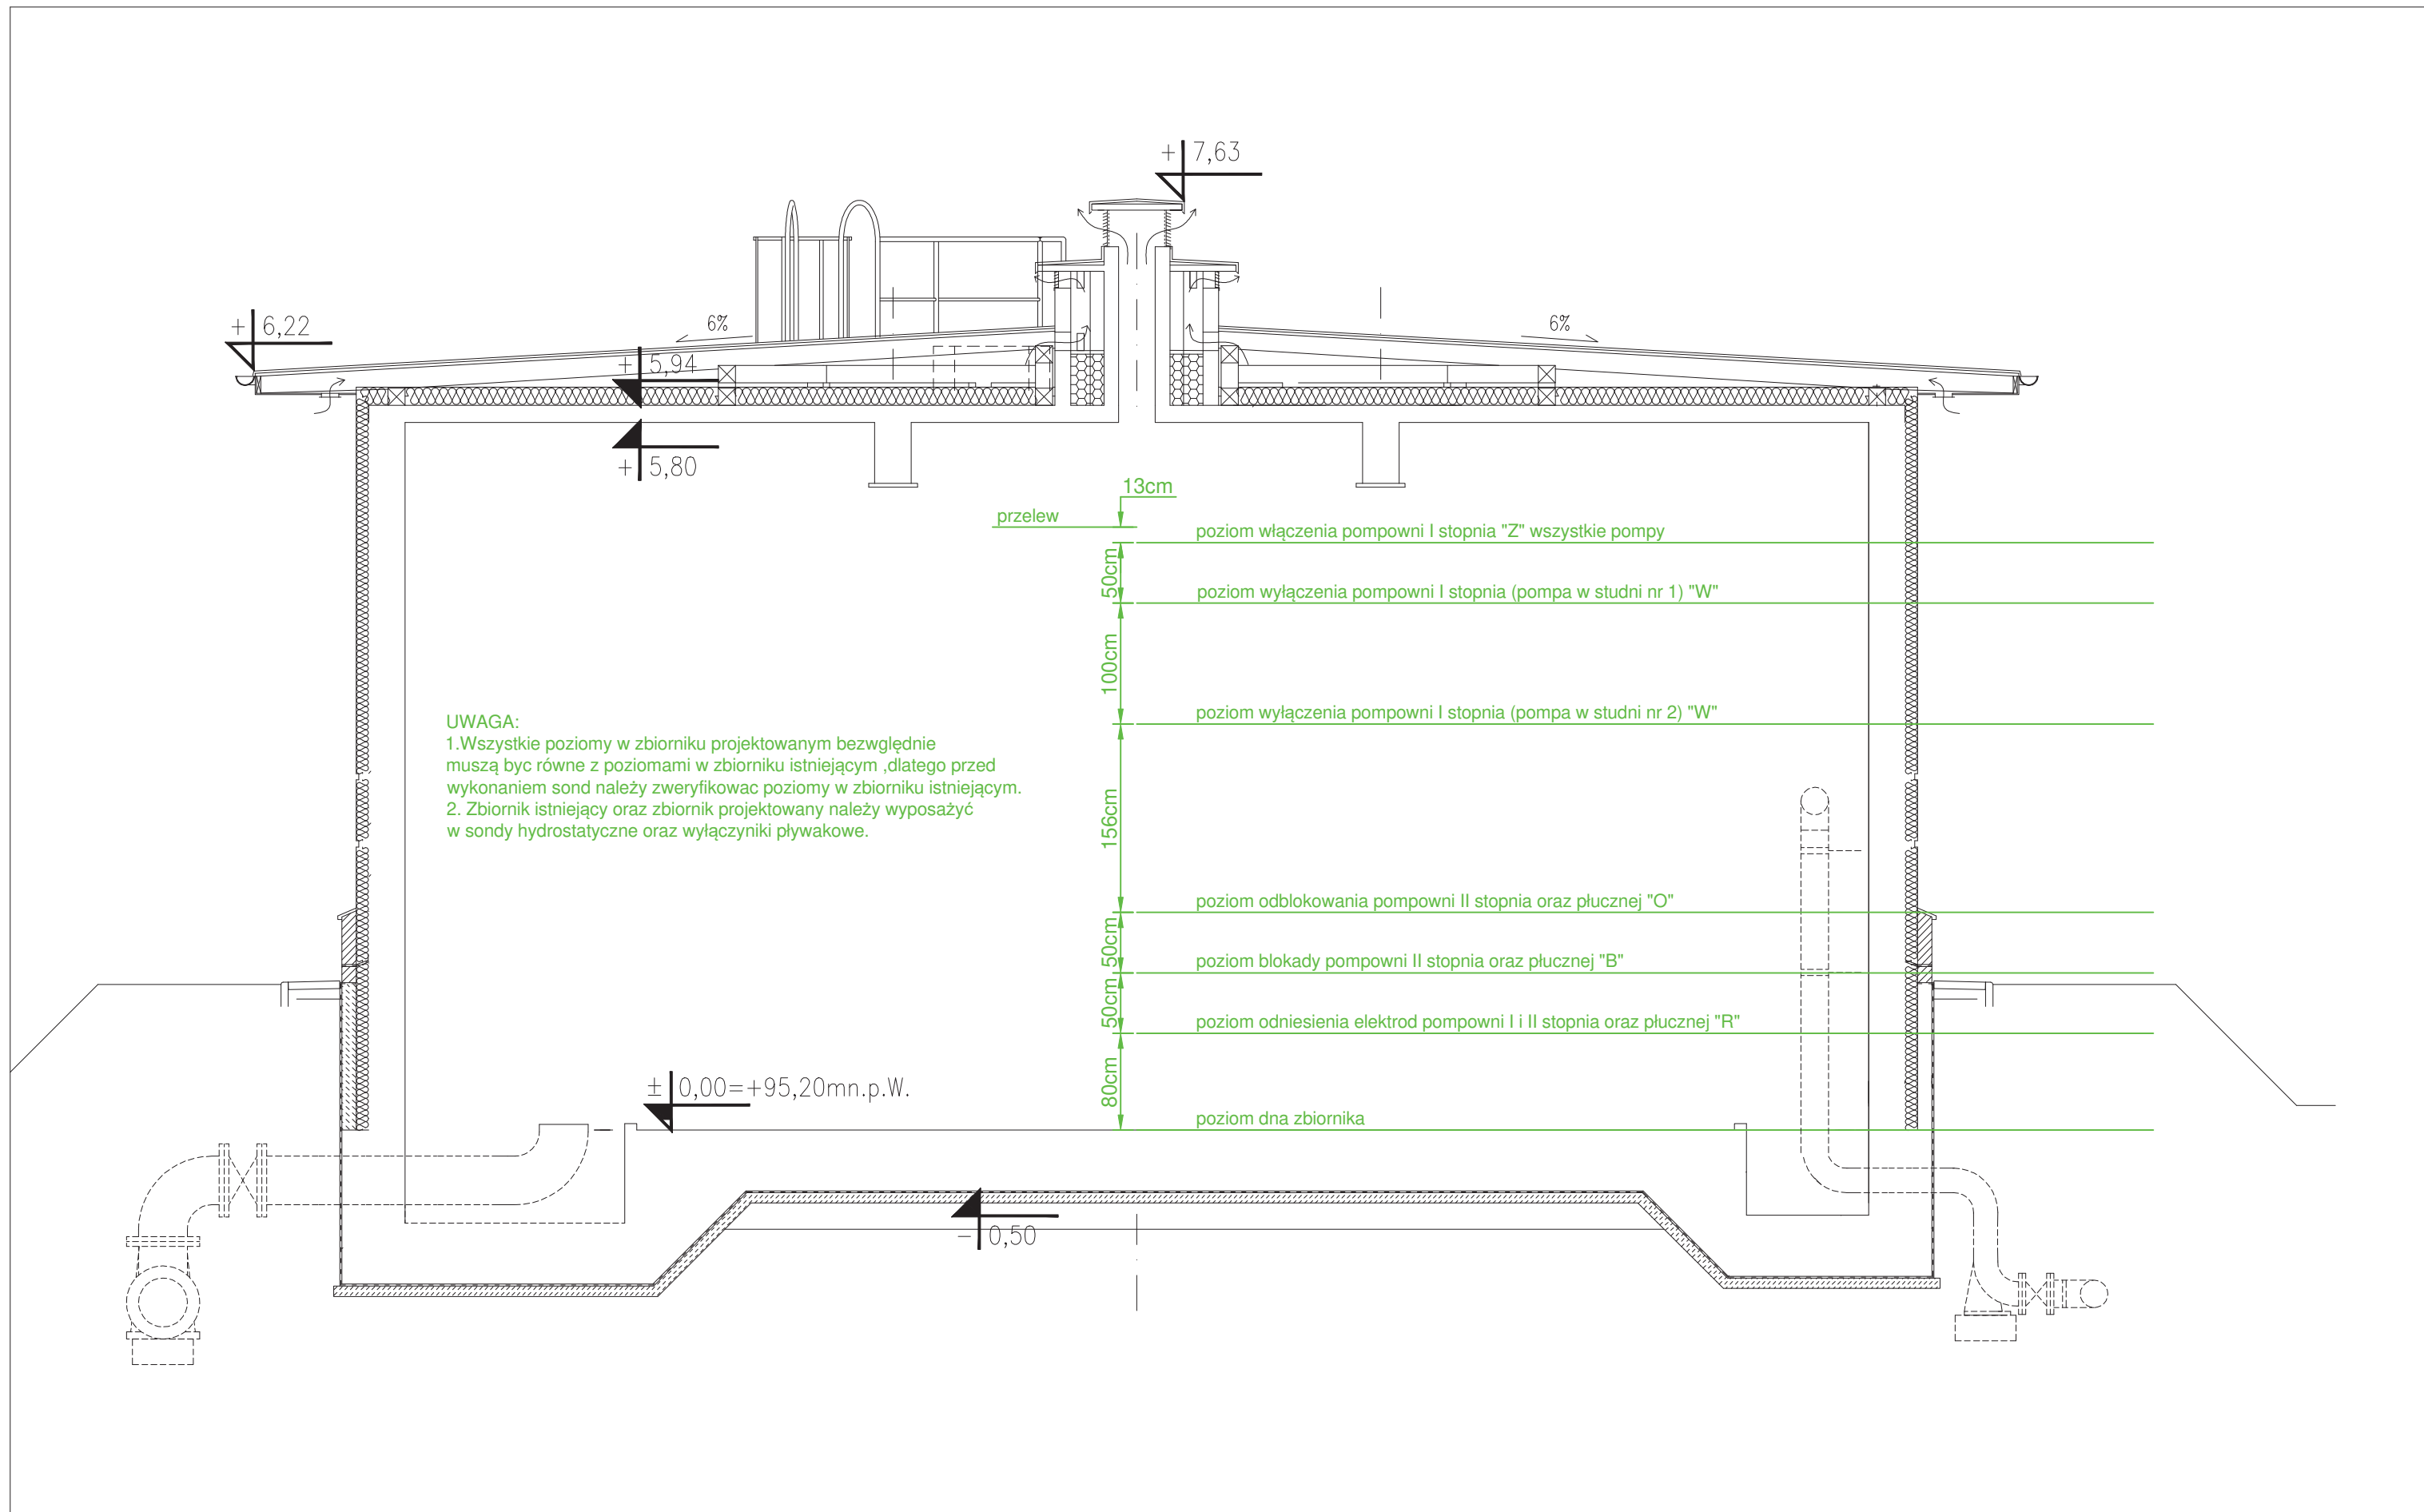 + 7,63
+ 6,22
6%
6%
+ 5,94
+ 5,80
13cm
przelew
poziom włączenia pompowni I stopnia "Z" wszystkie pompy
50cm
poziom wyłączenia pompowni I stopnia (pompa w studni nr 1) "W"
100cm
poziom wyłączenia pompowni I stopnia (pompa w studni nr 2) "W"
UWAGA:
1.Wszystkie poziomy w zbiorniku projektowanym bezwględnie
muszą byc równe z poziomami w zbiorniku istniejącym ,dlatego przed
wykonaniem sond należy zweryfikowac poziomy w zbiorniku istniejącym.
2. Zbiornik istniejący oraz zbiornik projektowany należy wyposażyć
w sondy hydrostatyczne oraz wyłączyniki pływakowe.
156cm
poziom odblokowania pompowni II stopnia oraz płucznej "O"
50cm
poziom blokady pompowni II stopnia oraz płucznej "B"
50cm
poziom odniesienia elektrod pompowni I i II stopnia oraz płucznej "R"
80cm
± 0,00=+95,20mn.p.W.
poziom dna zbiornika
- 0,50